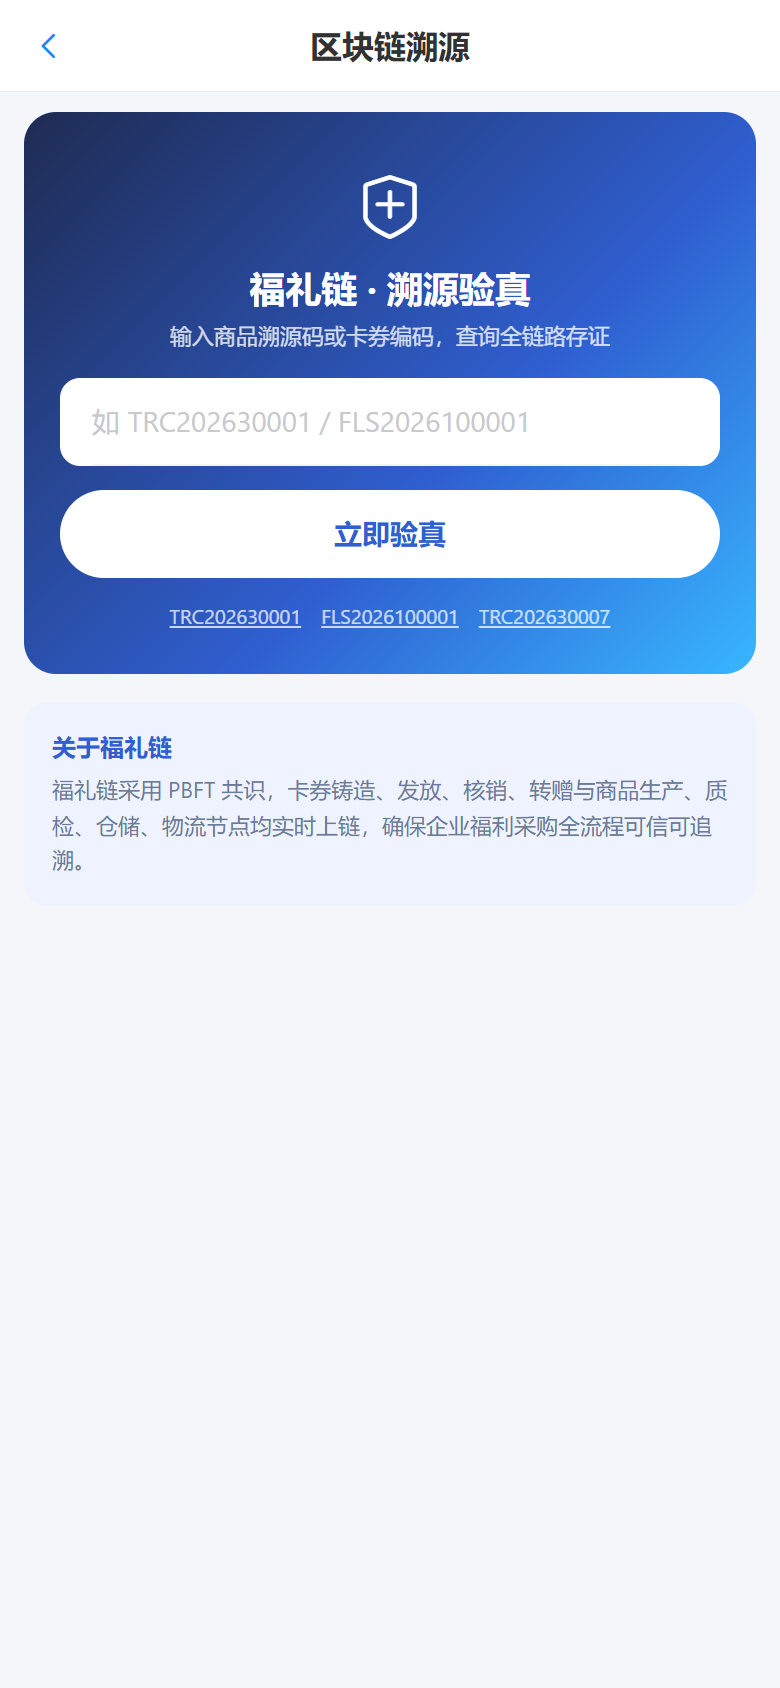 区块链溯源
福礼链 · 溯源验真
输入商品溯源码或卡券编码，查询全链路存证
如 TRC202630001 / FLS2026100001
立即验真
TRC202630001 FLS2026100001 TRC202630007
关于福礼链
福礼链采用 PBFT 共识，卡券铸造、发放、核销、转赠与商品生产、质
检、仓储、物流节点均实时上链，确保企业福利采购全流程可信可追
溯。